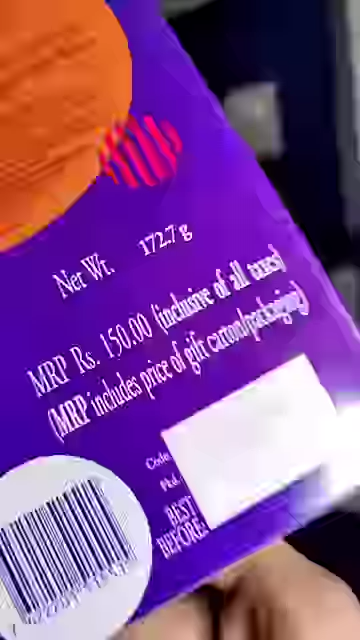 Net Wt. 172.7 g
MRP Rs. 150.00 (inclusive of all taxes)
(MRP includes price of gift carton/packaging)
Code
Pkd.
BEST
BEFORE: